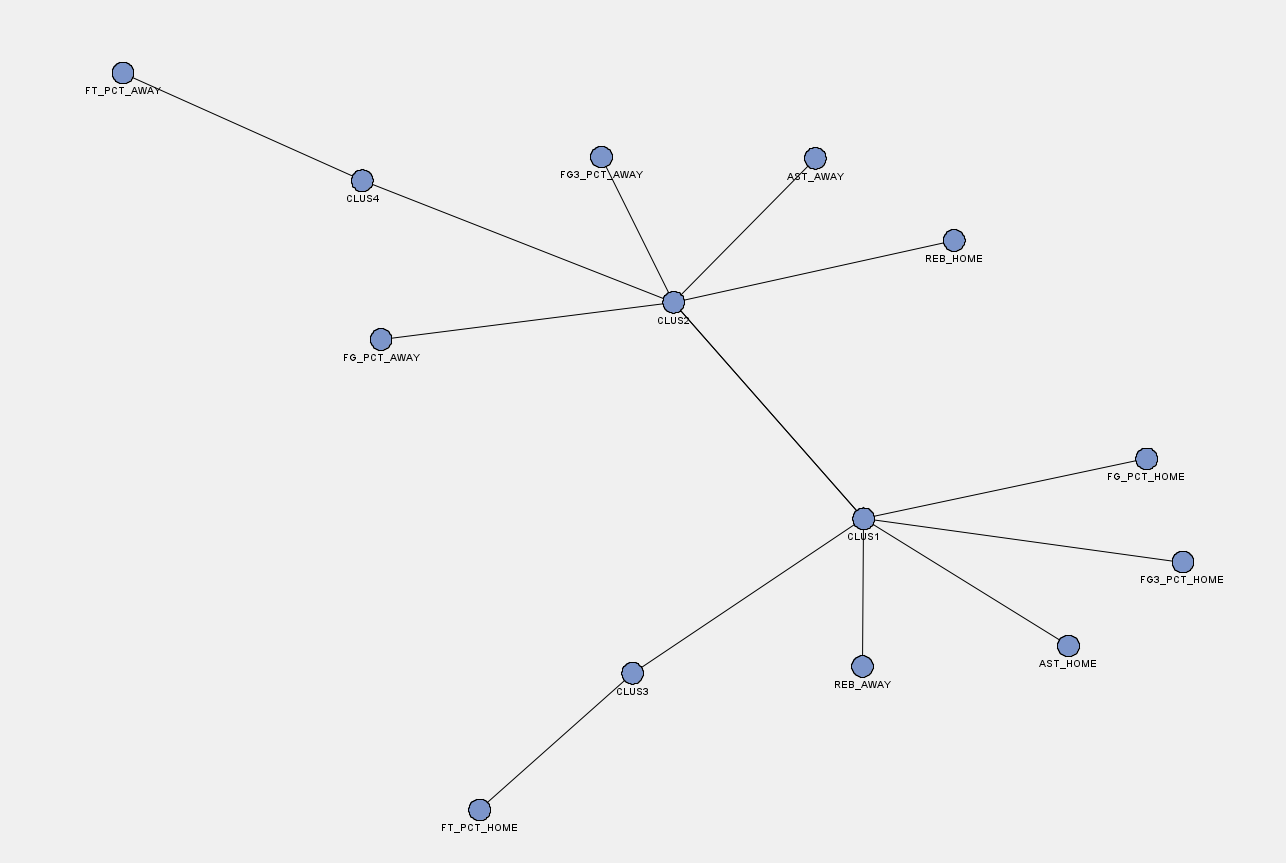 FT_PCT_AWAY
FG3_PCT_AWAY
AST_AWAY
CLUS4
REB_HOME
CLUS2
FG_PCT_AWAY
FG_PCT_HOME
CLUS1
FG3_PCT_HOME
AST_HOME
REB_AWAY
CLUS3
FT_PCT_HOME